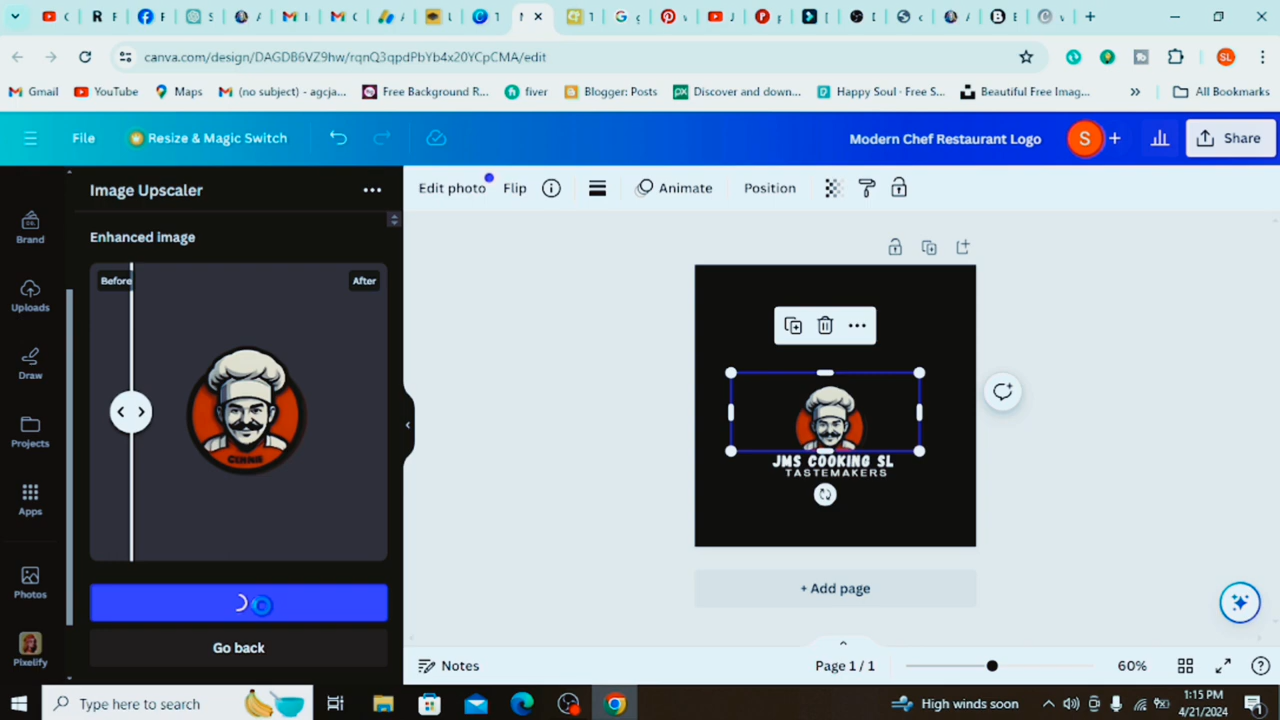 canva.com/design/DAGDB6VZ9hw/rqnQ3qpdPbYb4x20YCpCMA/edit
SL
Gmail
YouTube
Maps
(no subject) - agcja...
Free Background R...
fiver
Blogger: Posts
Discover and down...
Happy Soul · Free S...
Beautiful Free Imag...
All Bookmarks
File
Resize & Magic Switch
Modern Chef Restaurant Logo
S
Share
Image Upscaler
Edit photo
Flip
Animate
Position
Brand
Uploads
Draw
Projects
Apps
Photos
Pixelify
Enhanced image
Before
After
Go back
JMS COOKING SL
TASTEMAKERS
+ Add page
Notes
Page 1 / 1
60%
Type here to search
High winds soon
1:15 PM
4/21/2024